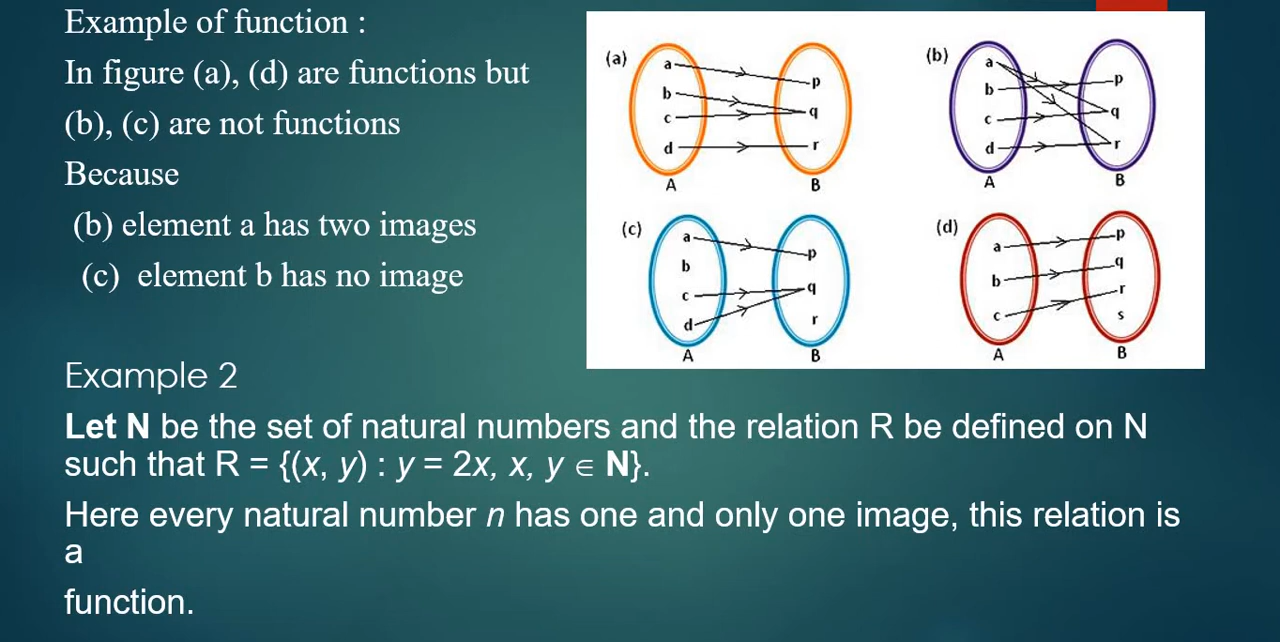 Example of function :
In figure (a), (d) are functions but
(b), (c) are not functions
Because
(b) element a has two images
(c) element b has no image
(a)
a
b
c
d
A
p
q
r
B
(b)
a
b
c
d
A
p
q
r
B
(c)
a
b
c
d
A
p
q
r
B
(d)
a
b
c
A
p
q
r
s
B
Example 2
Let N be the set of natural numbers and the relation R be defined on N
such that R = {(x, y) : y = 2x, x, y ∈ N}.
Here every natural number n has one and only one image, this relation is
a
function.